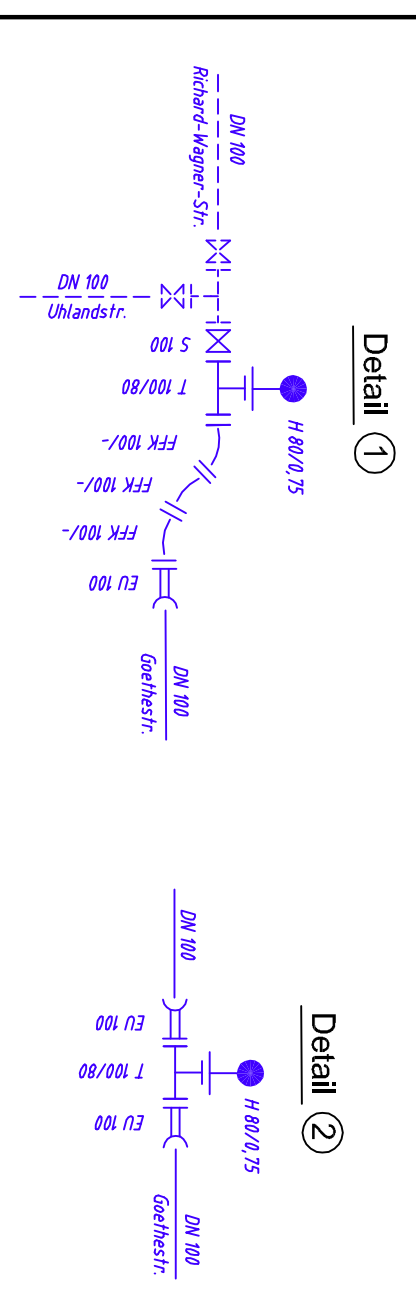 Detail 1
DN 100
Richard-Wagner-Str.
DN 100
Uhlandstr.
S 100
T 100/80
H 80/0,75
FFK 100/-
FFK 100/-
FFK 100/-
EU 100
DN 100
Goethestr.
Detail 2
DN 100
EU 100
T 100/80
H 80/0,75
EU 100
DN 100
Goethestr.